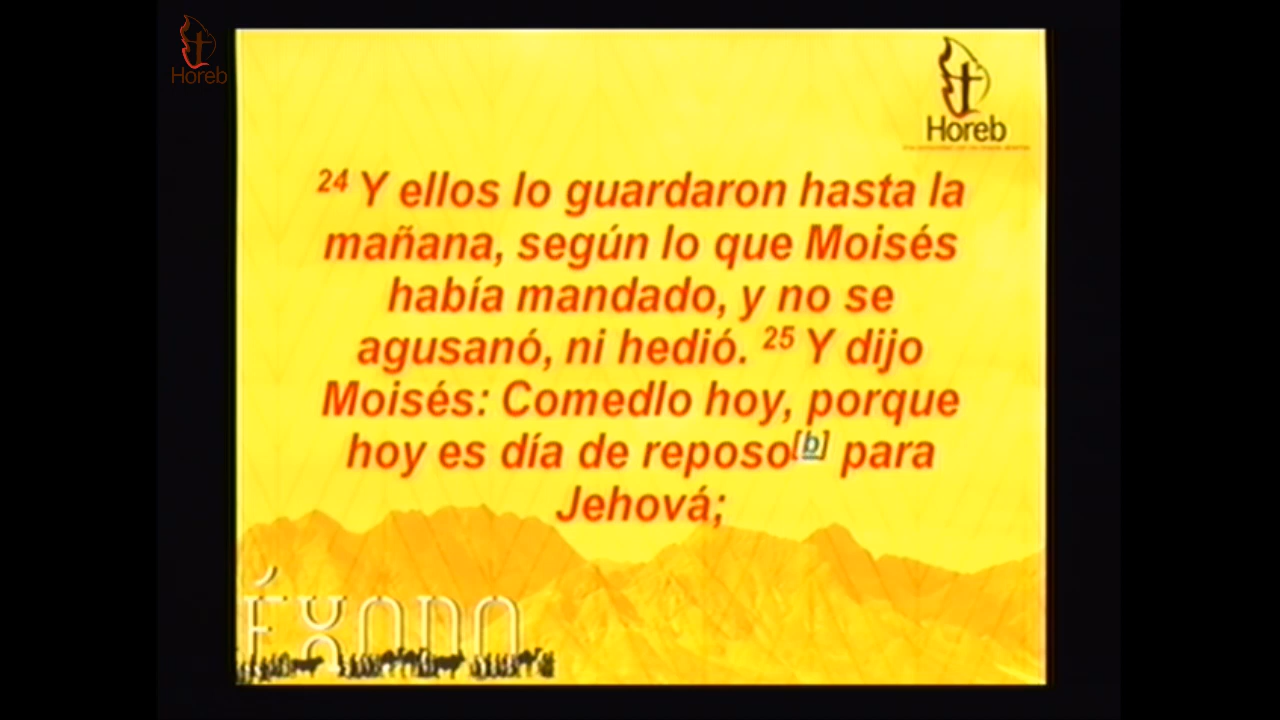 Horeb
Horeb
24 Y ellos lo guardaron hasta la
mañana, según lo que Moisés
había mandado, y no se
agusanó, ni hedió. 25 Y dijo
Moisés: Comedlo hoy, porque
hoy es día de reposo[b] para
Jehová;
ÉXODO